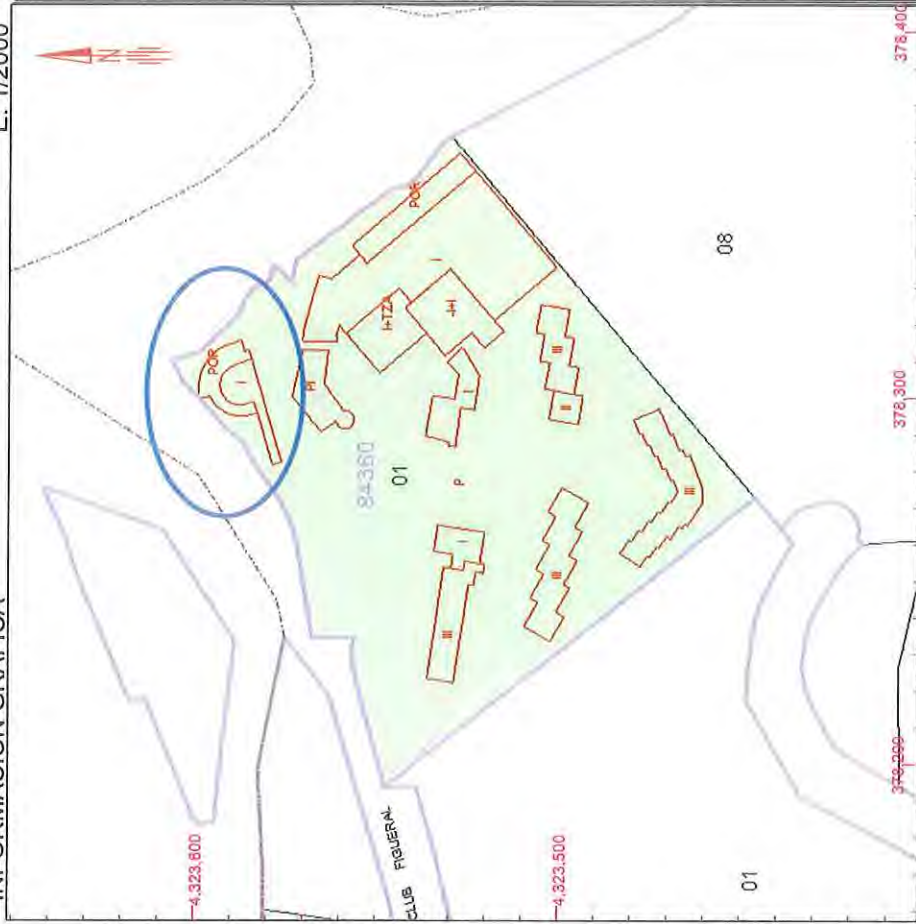 INFORMACIÓN GRÁFICA E: 1/2000
N
POR
I
PI
POR
I
I+TZA
-I+I
84360
01
I
P
III
II
I
III
III
III
08
CLUB FIGUERAL
01
4,323,600
4,323,500
378,200
378,300
378,400